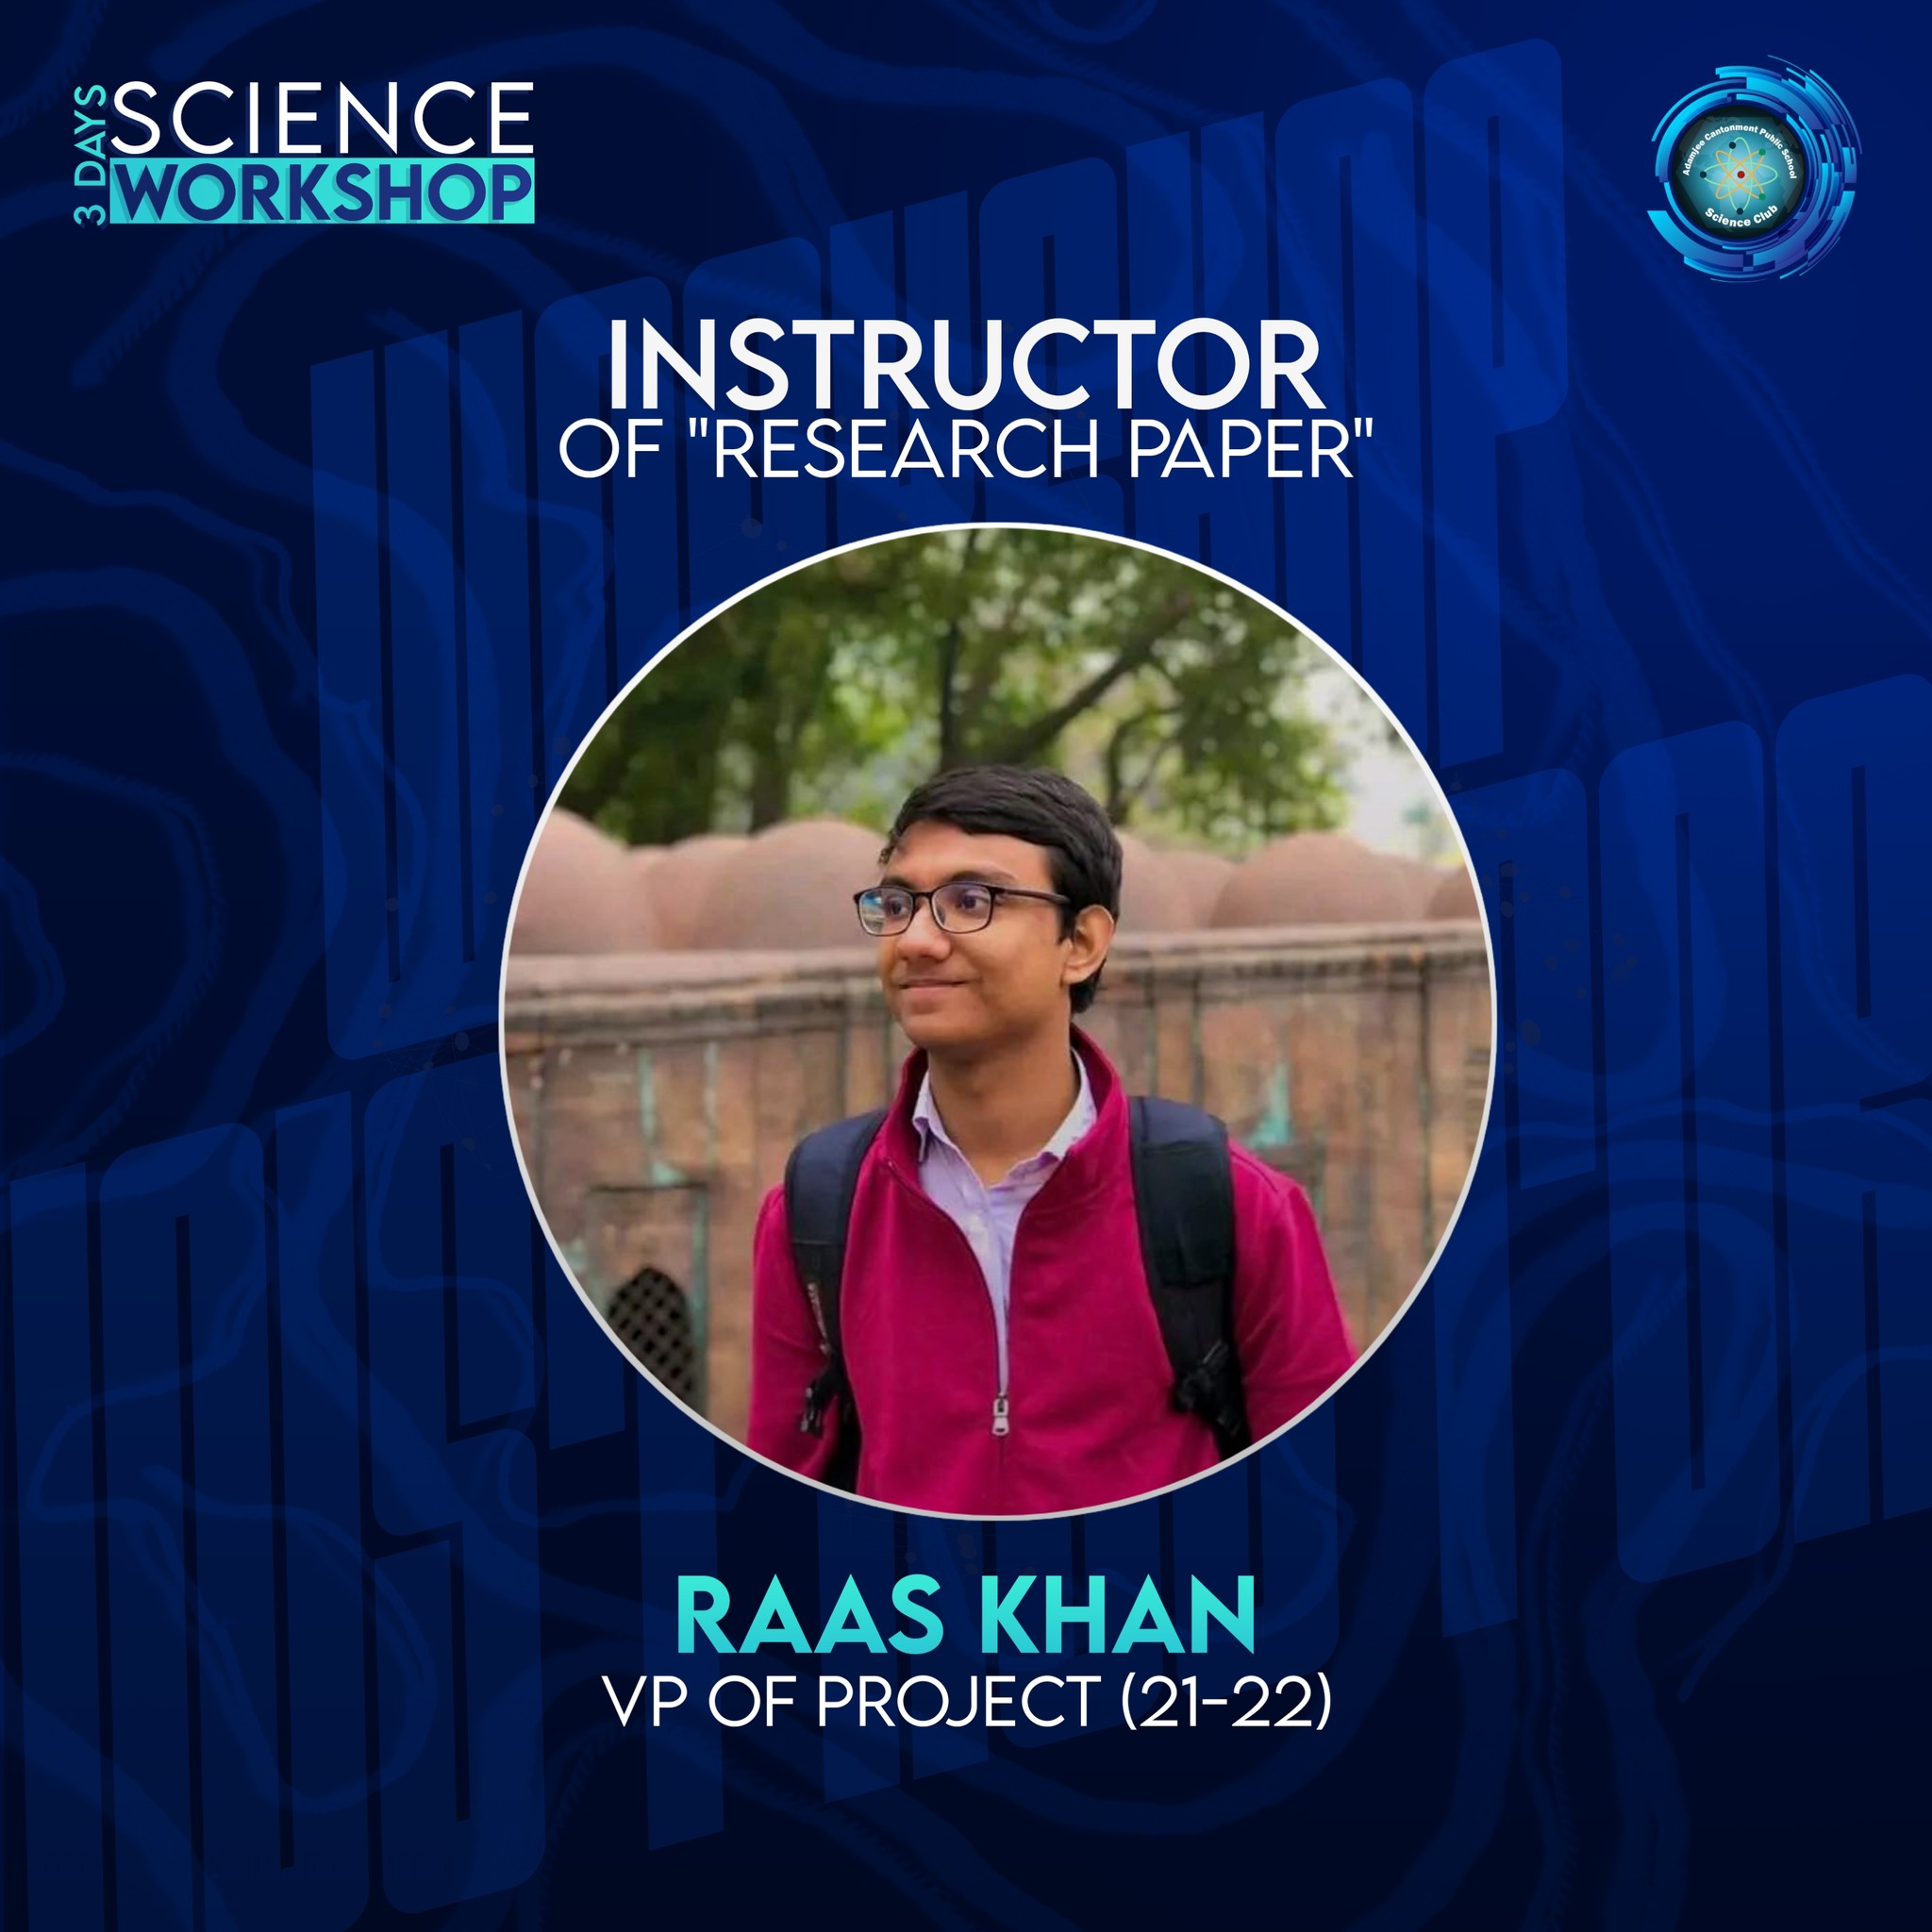 3 DAYS
SCIENCE
WORKSHOP
Adamjee Cantonment Public School
Science Club
INSTRUCTOR
OF "RESEARCH PAPER"
RAAS KHAN
VP OF PROJECT (21-22)